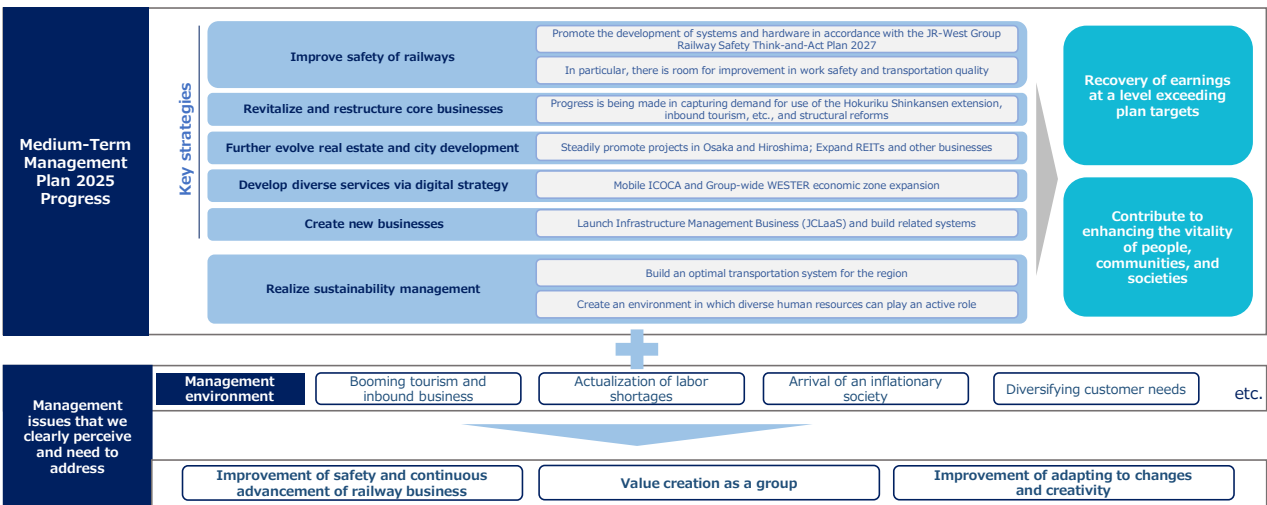 Medium-Term
Management
Plan 2025
Progress
Key strategies
Improve safety of railways
Promote the development of systems and hardware in accordance with the JR-West Group
Railway Safety Think-and-Act Plan 2027
In particular, there is room for improvement in work safety and transportation quality
Revitalize and restructure core businesses
Progress is being made in capturing demand for use of the Hokuriku Shinkansen extension,
inbound tourism, etc., and structural reforms
Further evolve real estate and city development
Steadily promote projects in Osaka and Hiroshima; Expand REITs and other businesses
Develop diverse services via digital strategy
Mobile ICOCA and Group-wide WESTER economic zone expansion
Create new businesses
Launch Infrastructure Management Business (JCLaaS) and build related systems
Realize sustainability management
Build an optimal transportation system for the region
Create an environment in which diverse human resources can play an active role
Recovery of earnings
at a level exceeding
plan targets
Contribute to
enhancing the vitality
of people,
communities, and
societies
Management
issues that we
clearly perceive
and need to
address
Management
environment
Booming tourism and
inbound business
Actualization of labor
shortages
Arrival of an inflationary
society
Diversifying customer needs
etc.
Improvement of safety and continuous
advancement of railway business
Value creation as a group
Improvement of adapting to changes
and creativity